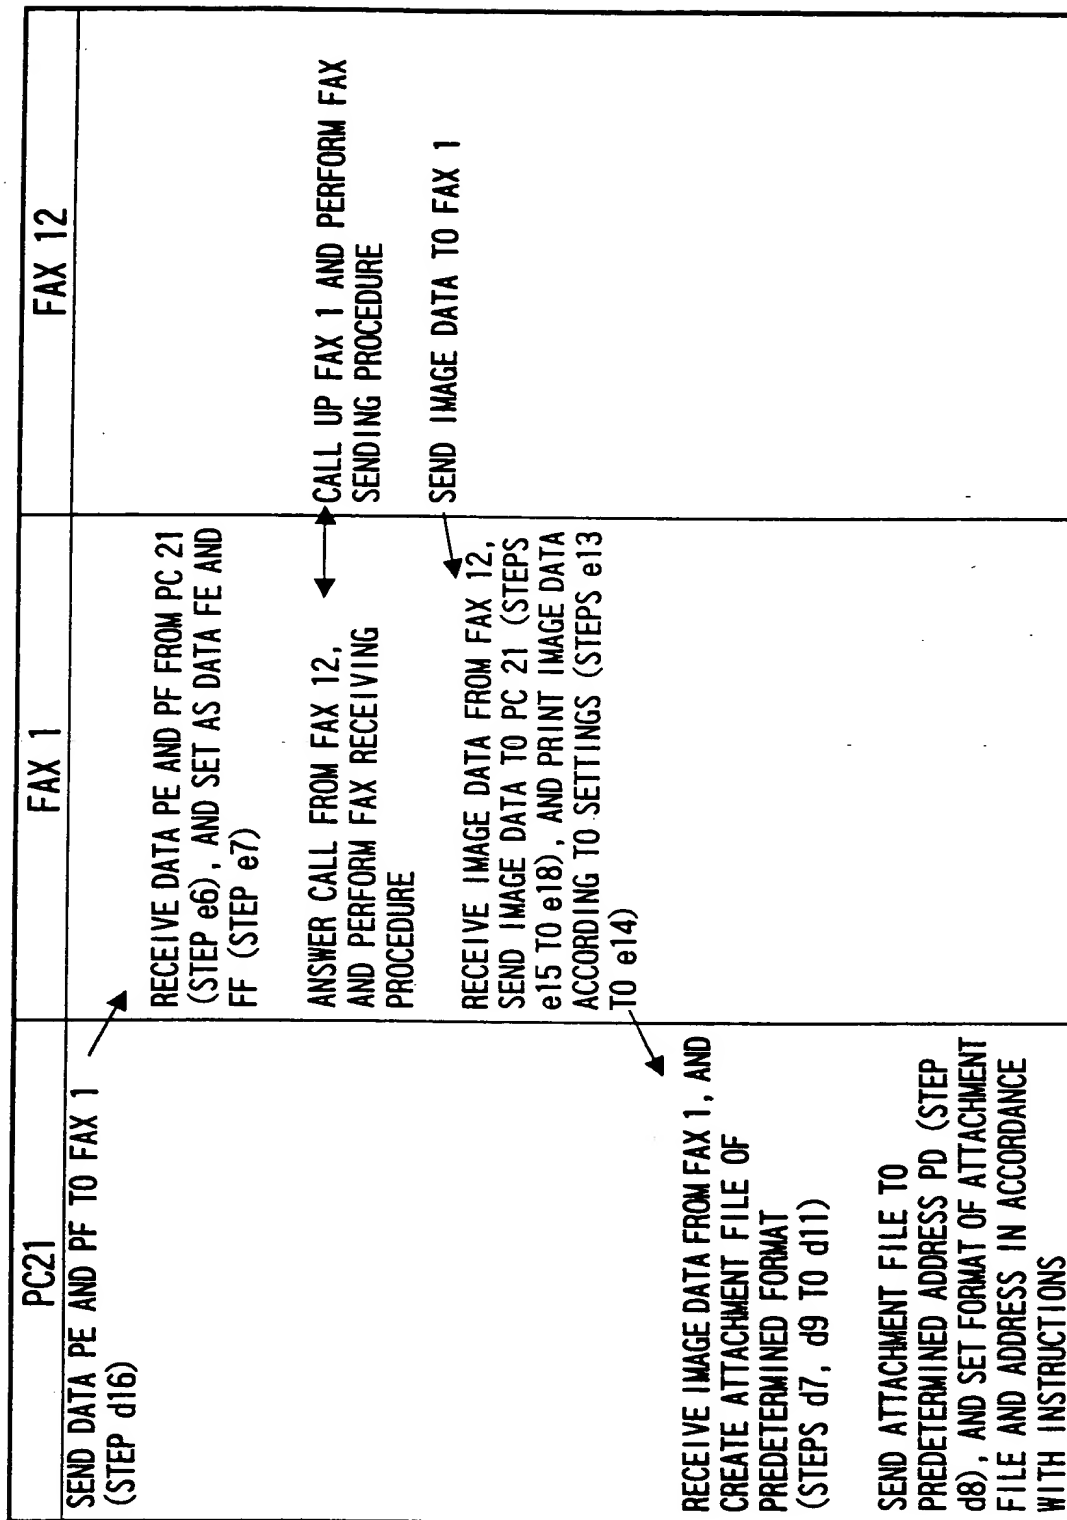 PC21
FAX 1
FAX 12
SEND DATA PE AND PF TO FAX 1
(STEP d16)
RECEIVE DATA PE AND PF FROM PC 21
(STEP e6), AND SET AS DATA FE AND
FF (STEP e7)
ANSWER CALL FROM FAX 12,
AND PERFORM FAX RECEIVING
PROCEDURE
CALL UP FAX 1 AND PERFORM FAX
SENDING PROCEDURE
SEND IMAGE DATA TO FAX 1
RECEIVE IMAGE DATA FROM FAX 12,
SEND IMAGE DATA TO PC 21 (STEPS
e15 TO e18), AND PRINT IMAGE DATA
ACCORDING TO SETTINGS (STEPS e13
TO e14)
RECEIVE IMAGE DATA FROM FAX 1, AND
CREATE ATTACHMENT FILE OF
PREDETERMINED FORMAT
(STEPS d7, d9 TO d11)
SEND ATTACHMENT FILE TO
PREDETERMINED ADDRESS PD (STEP
d8), AND SET FORMAT OF ATTACHMENT
FILE AND ADDRESS IN ACCORDANCE
WITH INSTRUCTIONS